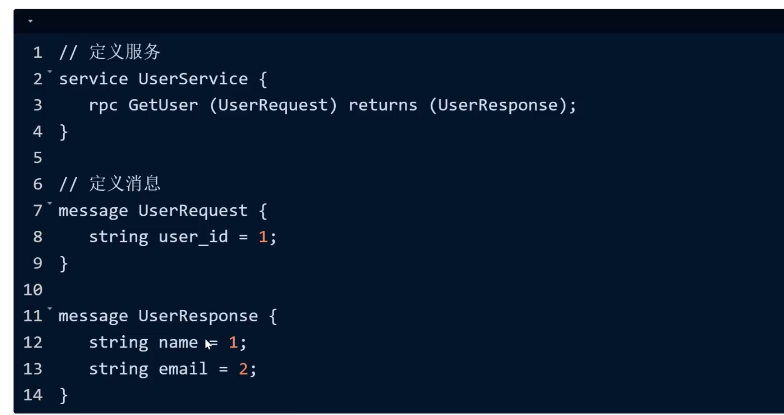 1 // 定义服务
2 service UserService {
3 rpc GetUser (UserRequest) returns (UserResponse);
4 }
5
6 // 定义消息
7 message UserRequest {
8 string user_id = 1;
9 }
10
11 message UserResponse {
12 string name = 1;
13 string email = 2;
14 }